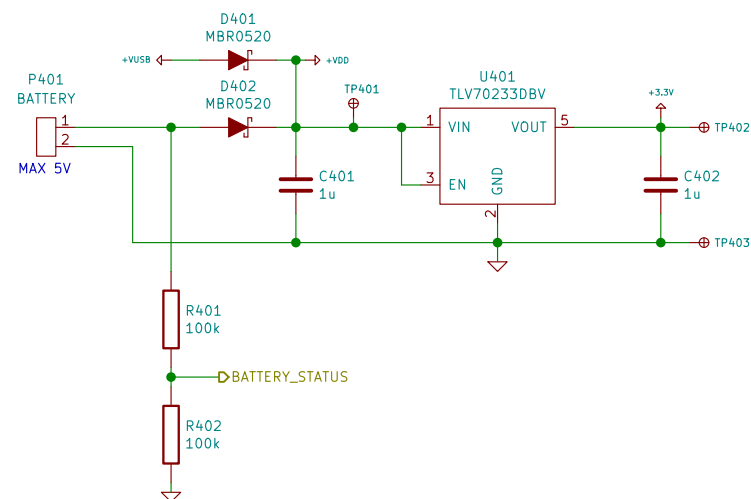 D401
MBR0520
+VUSB
+VDD
P401
BATTERY
1
2
MAX 5V
D402
MBR0520
TP401
U401
TLV70233DBV
1
VIN
VOUT
5
3
EN
GND
2
+3.3V
TP402
C401
1u
C402
1u
TP403
R401
100k
BATTERY_STATUS
R402
100k